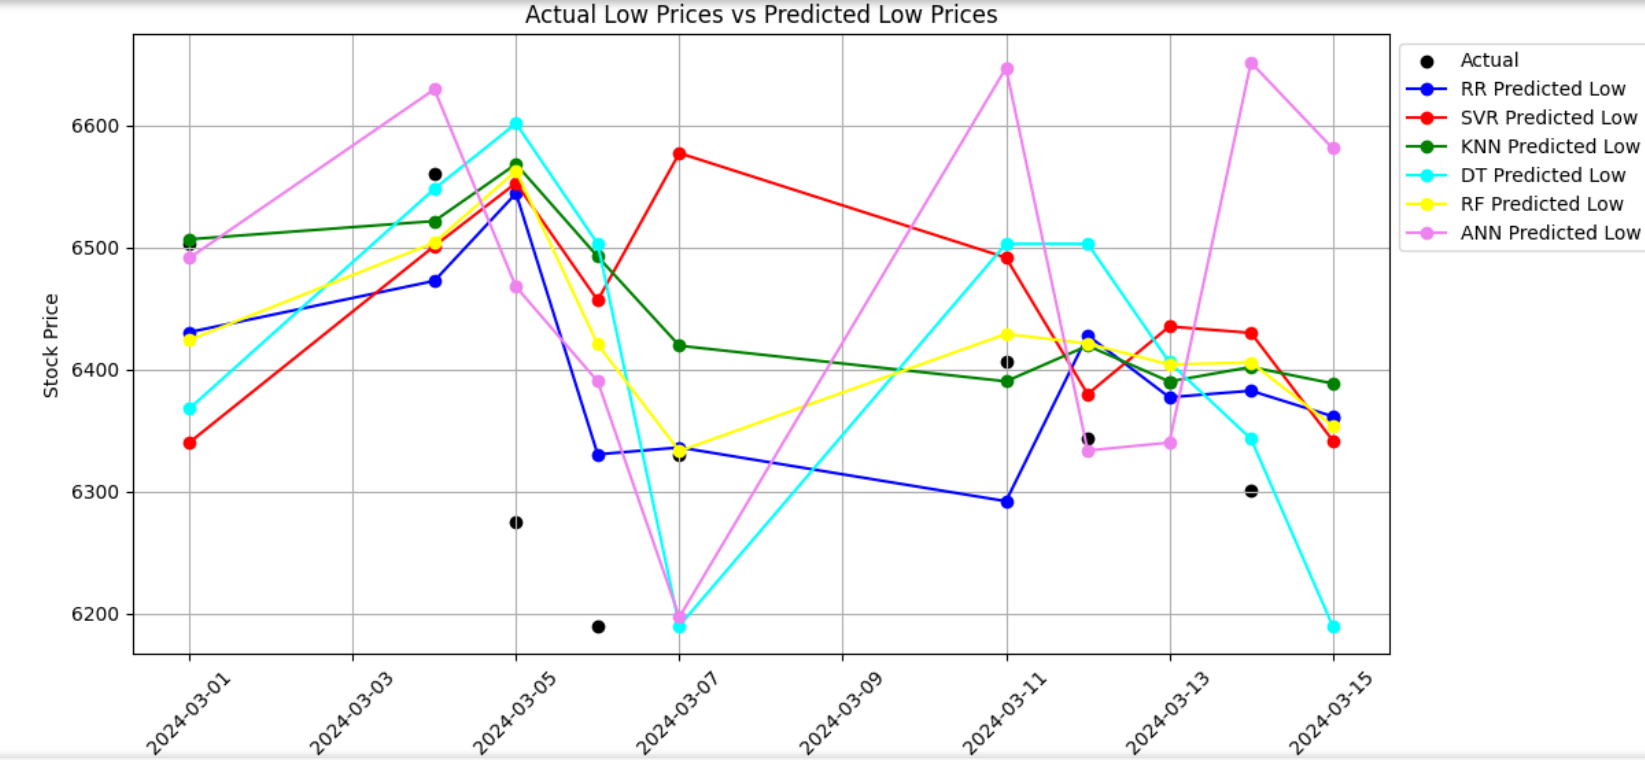 Actual Low Prices vs Predicted Low Prices
Actual
RR Predicted Low
SVR Predicted Low
KNN Predicted Low
DT Predicted Low
RF Predicted Low
ANN Predicted Low
Stock Price
6600
6500
6400
6300
6200
2024-03-01
2024-03-03
2024-03-05
2024-03-07
2024-03-09
2024-03-11
2024-03-13
2024-03-15